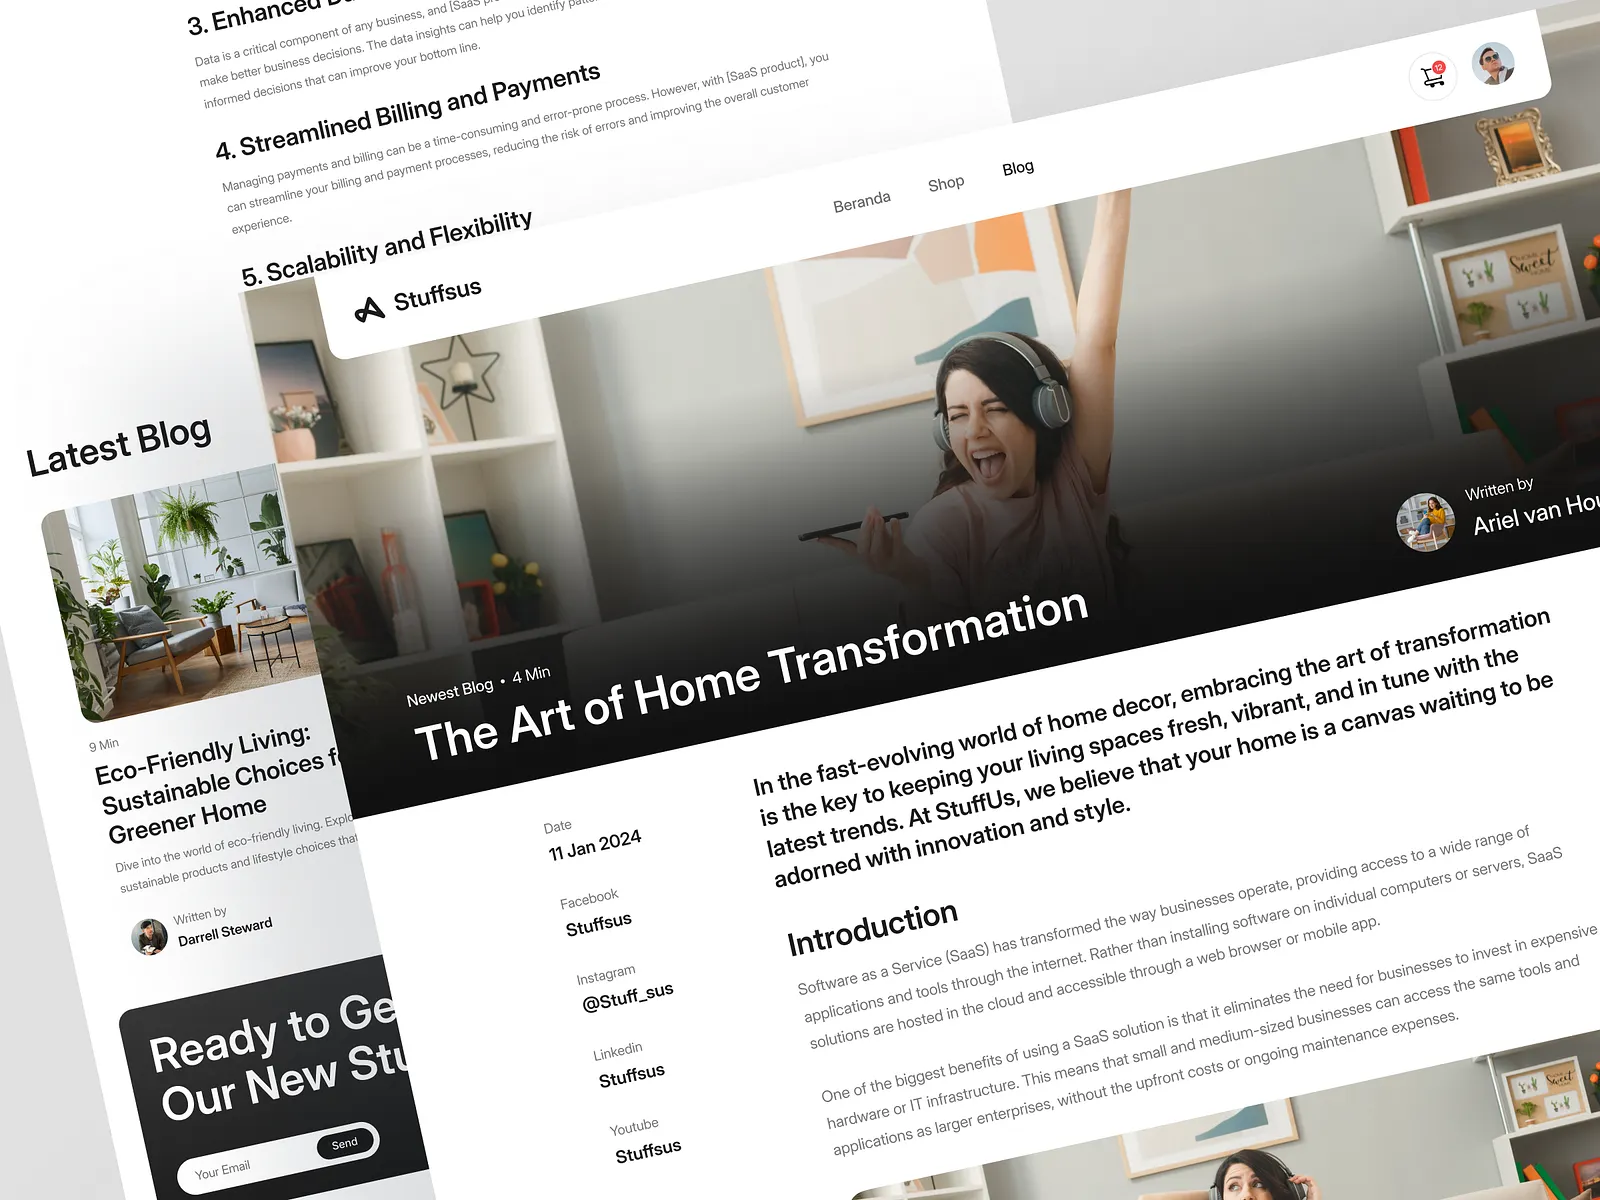 3. Enhanced
Data is a critical component of any business, and [SaaS
make better business decisions. The data insights can help you identify
informed decisions that can improve your bottom line.
4. Streamlined Billing and Payments
Managing payments and billing can be a time-consuming and error-prone process. However, with [SaaS product], you
can streamline your billing and payment processes, reducing the risk of errors and improving the overall customer
experience.
5. Scalability and Flexibility
Latest Blog
9 Min
Eco-Friendly Living:
Sustainable Choices
Greener Home
Dive into the world of eco-friendly living.
sustainable products and lifestyle choices that
Written by
Darrell Steward
Ready to
Our New
Your Email
Send
Stuffsus
Beranda
Shop
Blog
12
HOME
Sweet
HOME
Newest Blog • 4 Min
The Art of Home Transformation
Written by
Ariel van
Date
11 Jan 2024
Facebook
Stuffsus
Instagram
@Stuff_sus
Linkedin
Stuffsus
Youtube
Stuffsus
In the fast-evolving world of home decor, embracing the art of transformation
is the key to keeping your living spaces fresh, vibrant, and in tune with the
latest trends. At StuffUs, we believe that your home is a canvas waiting to be
adorned with innovation and style.
Introduction
Software as a Service (SaaS) has transformed the way businesses operate, providing access to a wide range of
applications and tools through the internet. Rather than installing software on individual computers or servers, SaaS
solutions are hosted in the cloud and accessible through a web browser or mobile app.
One of the biggest benefits of using a SaaS solution is that it eliminates the need for businesses to invest in expensive
hardware or IT infrastructure. This means that small and medium-sized businesses can access the same tools and
applications as larger enterprises, without the upfront costs or ongoing maintenance expenses.
Sweet